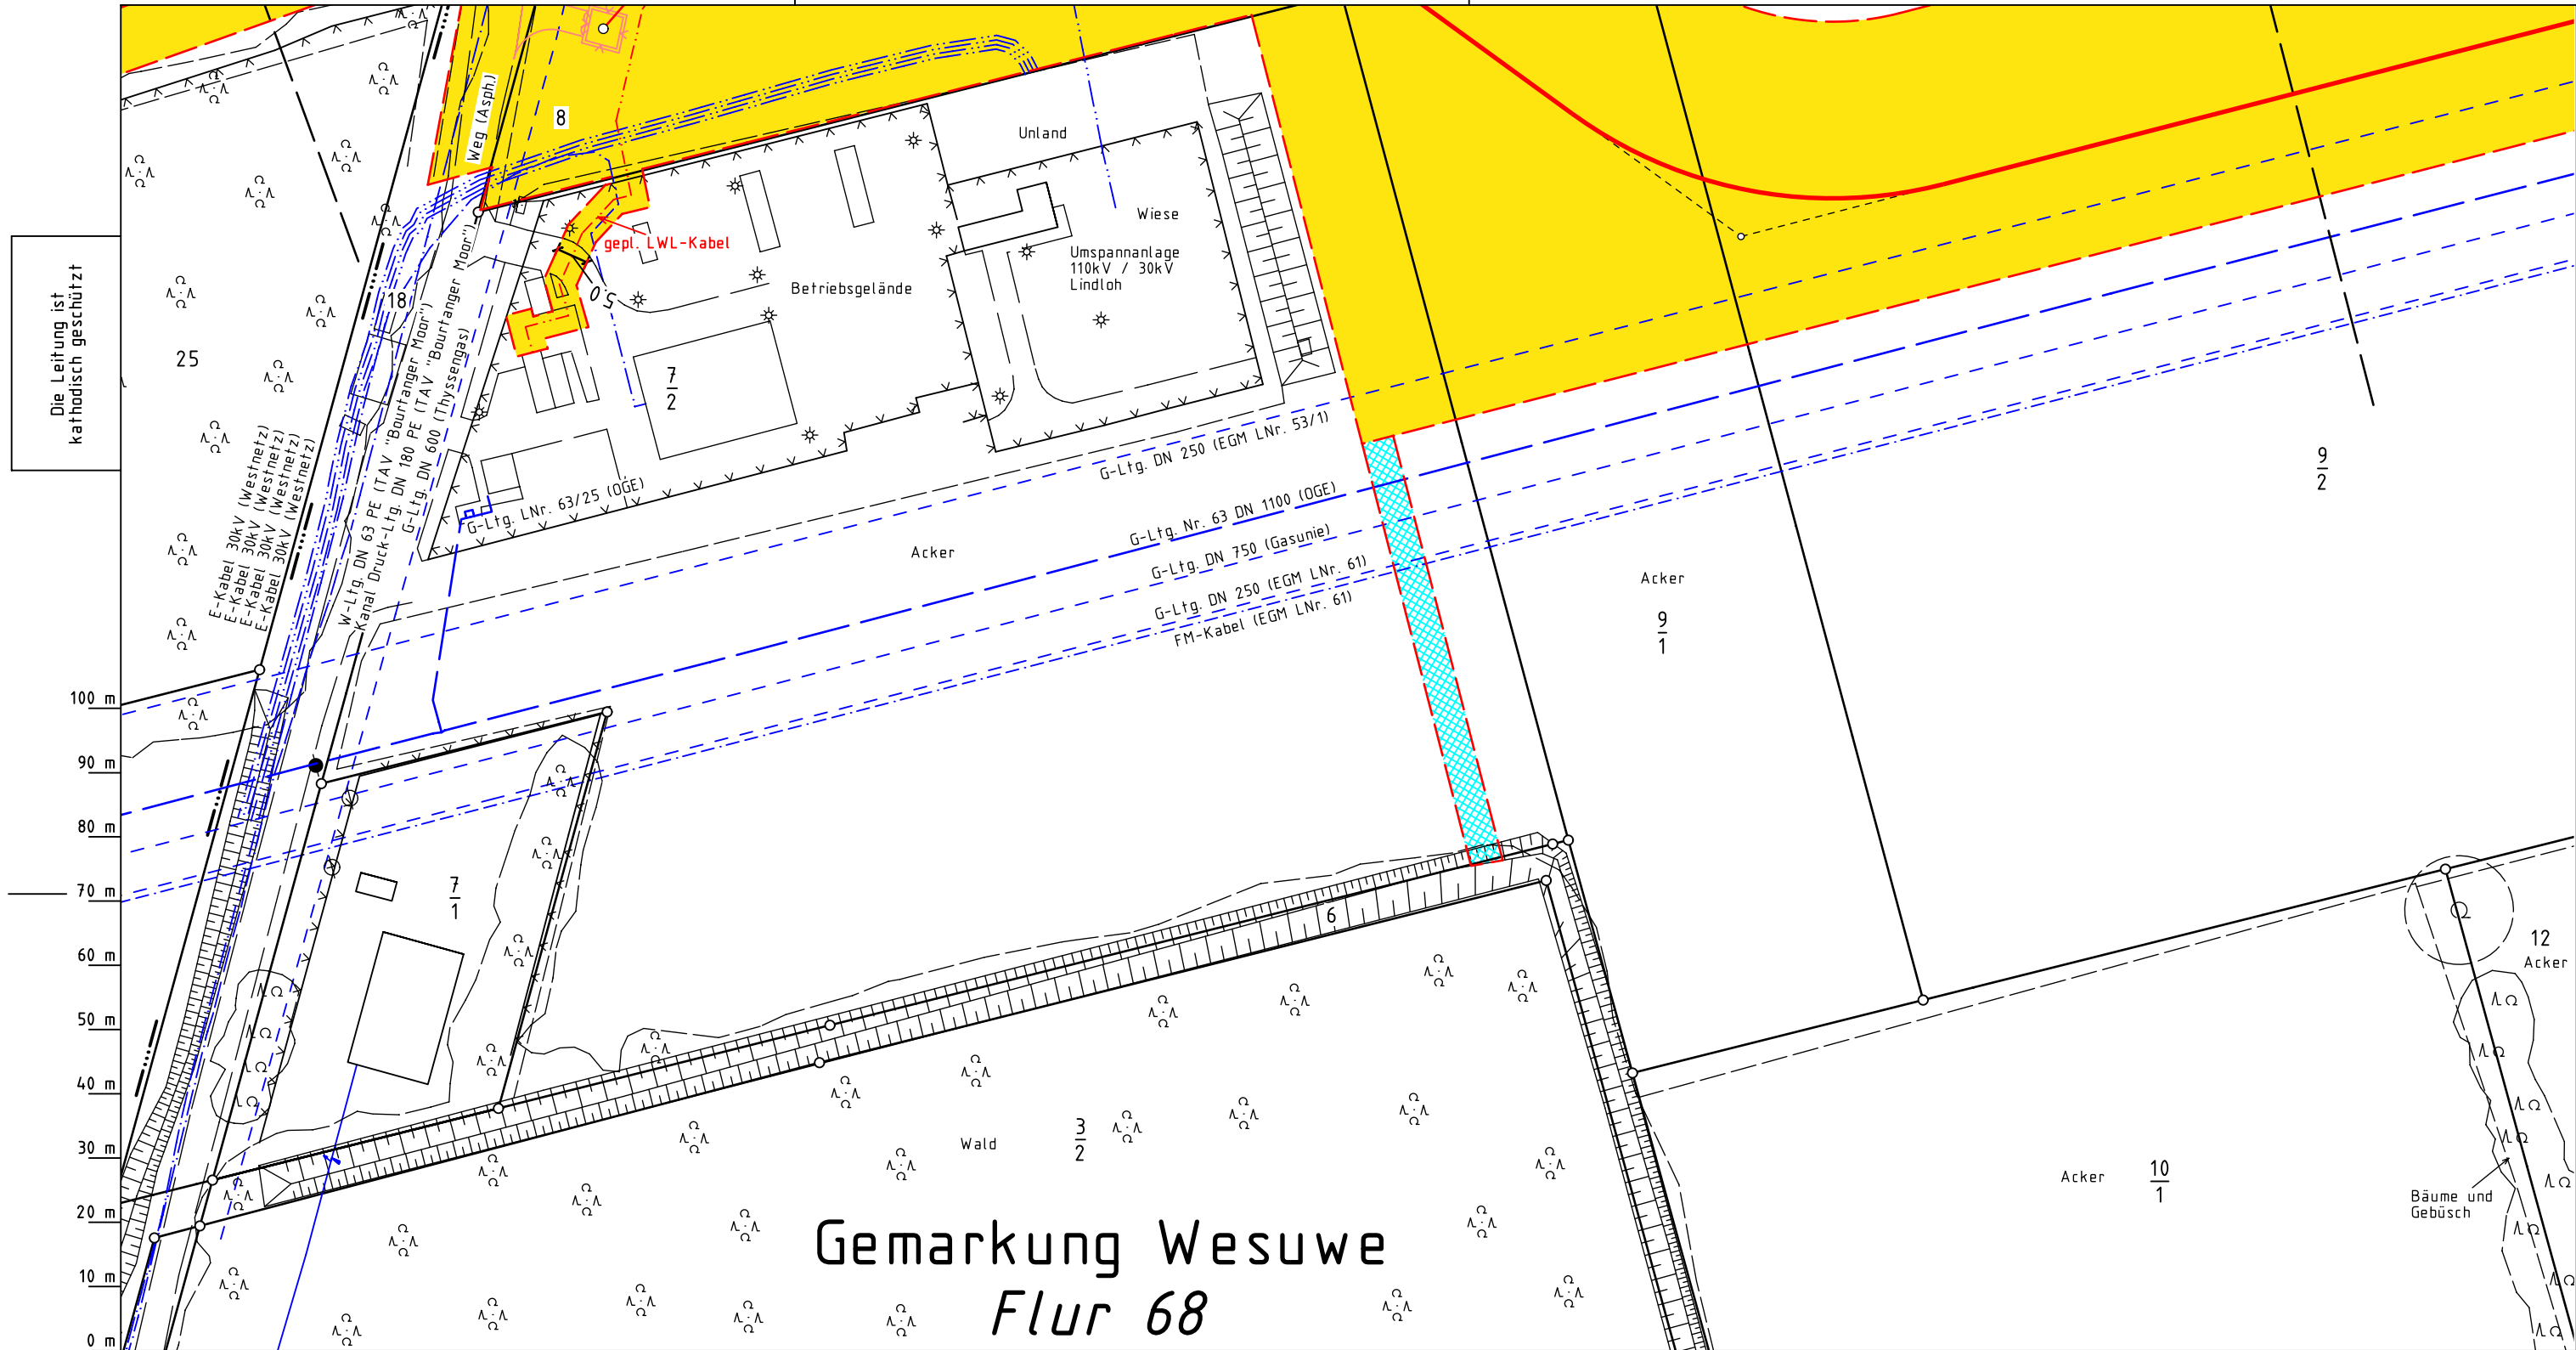 Die Leitung ist
kathodisch geschützt
Weg (Asph.)
8
Unland
Wiese
gepl. LWL-Kabel
Umspannanlage
110kV / 30kV
Lindloh
Betriebsgelände
5.0
18
25
7
2
9
2
E-Kabel 30kV (Westnetz)
E-Kabel 30kV (Westnetz)
E-Kabel 30kV (Westnetz)
E-Kabel 30kV (Westnetz)
W-Ltg. DN 63 PE (TAV "Bourtanger Moor")
Kanal Druck-Ltg. DN 180 PE (TAV "Bourtanger Moor")
G-Ltg. DN 600 (Thyssengas)
G-Ltg. LNr. 63/25 (OGE)
G-Ltg. DN 250 (EGM LNr. 53/1)
G-Ltg. Nr. 63 DN 1100 (OGE)
G-Ltg. DN 750 (Gasunie)
G-Ltg. DN 250 (EGM LNr. 61)
FM-Kabel (EGM LNr. 61)
Acker
Acker
9
1
100 m
90 m
80 m
70 m
60 m
50 m
40 m
30 m
20 m
10 m
0 m
7
1
6
12
Acker
Wald
3
2
Acker
10
1
Bäume und
Gebüsch
Gemarkung Wesuwe
Flur 68